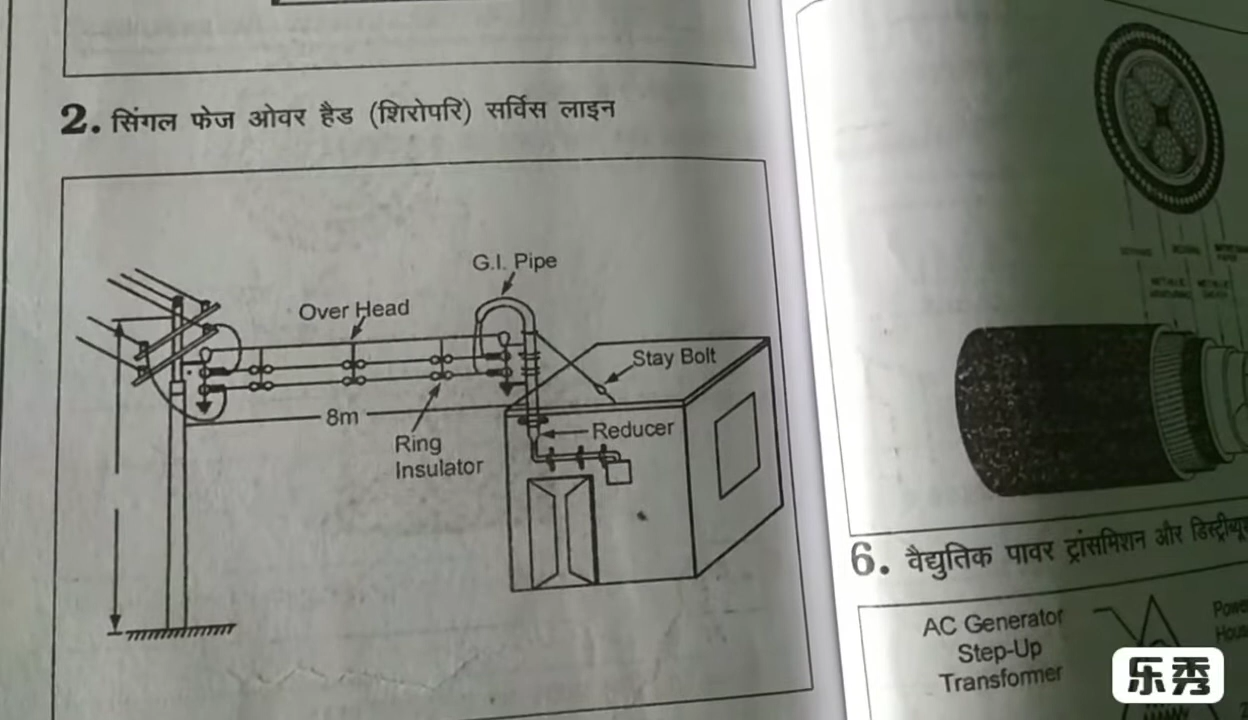 2. सिंगल फेज ओवर हैड (शिरोपरि) सर्विस लाइन
G.I. Pipe
Over Head
Stay Bolt
8m
Reducer
Ring
Insulator
6. वैद्युतिक पावर ट्रांसमिशन और
AC Generator
Step-Up
Transformer
乐秀